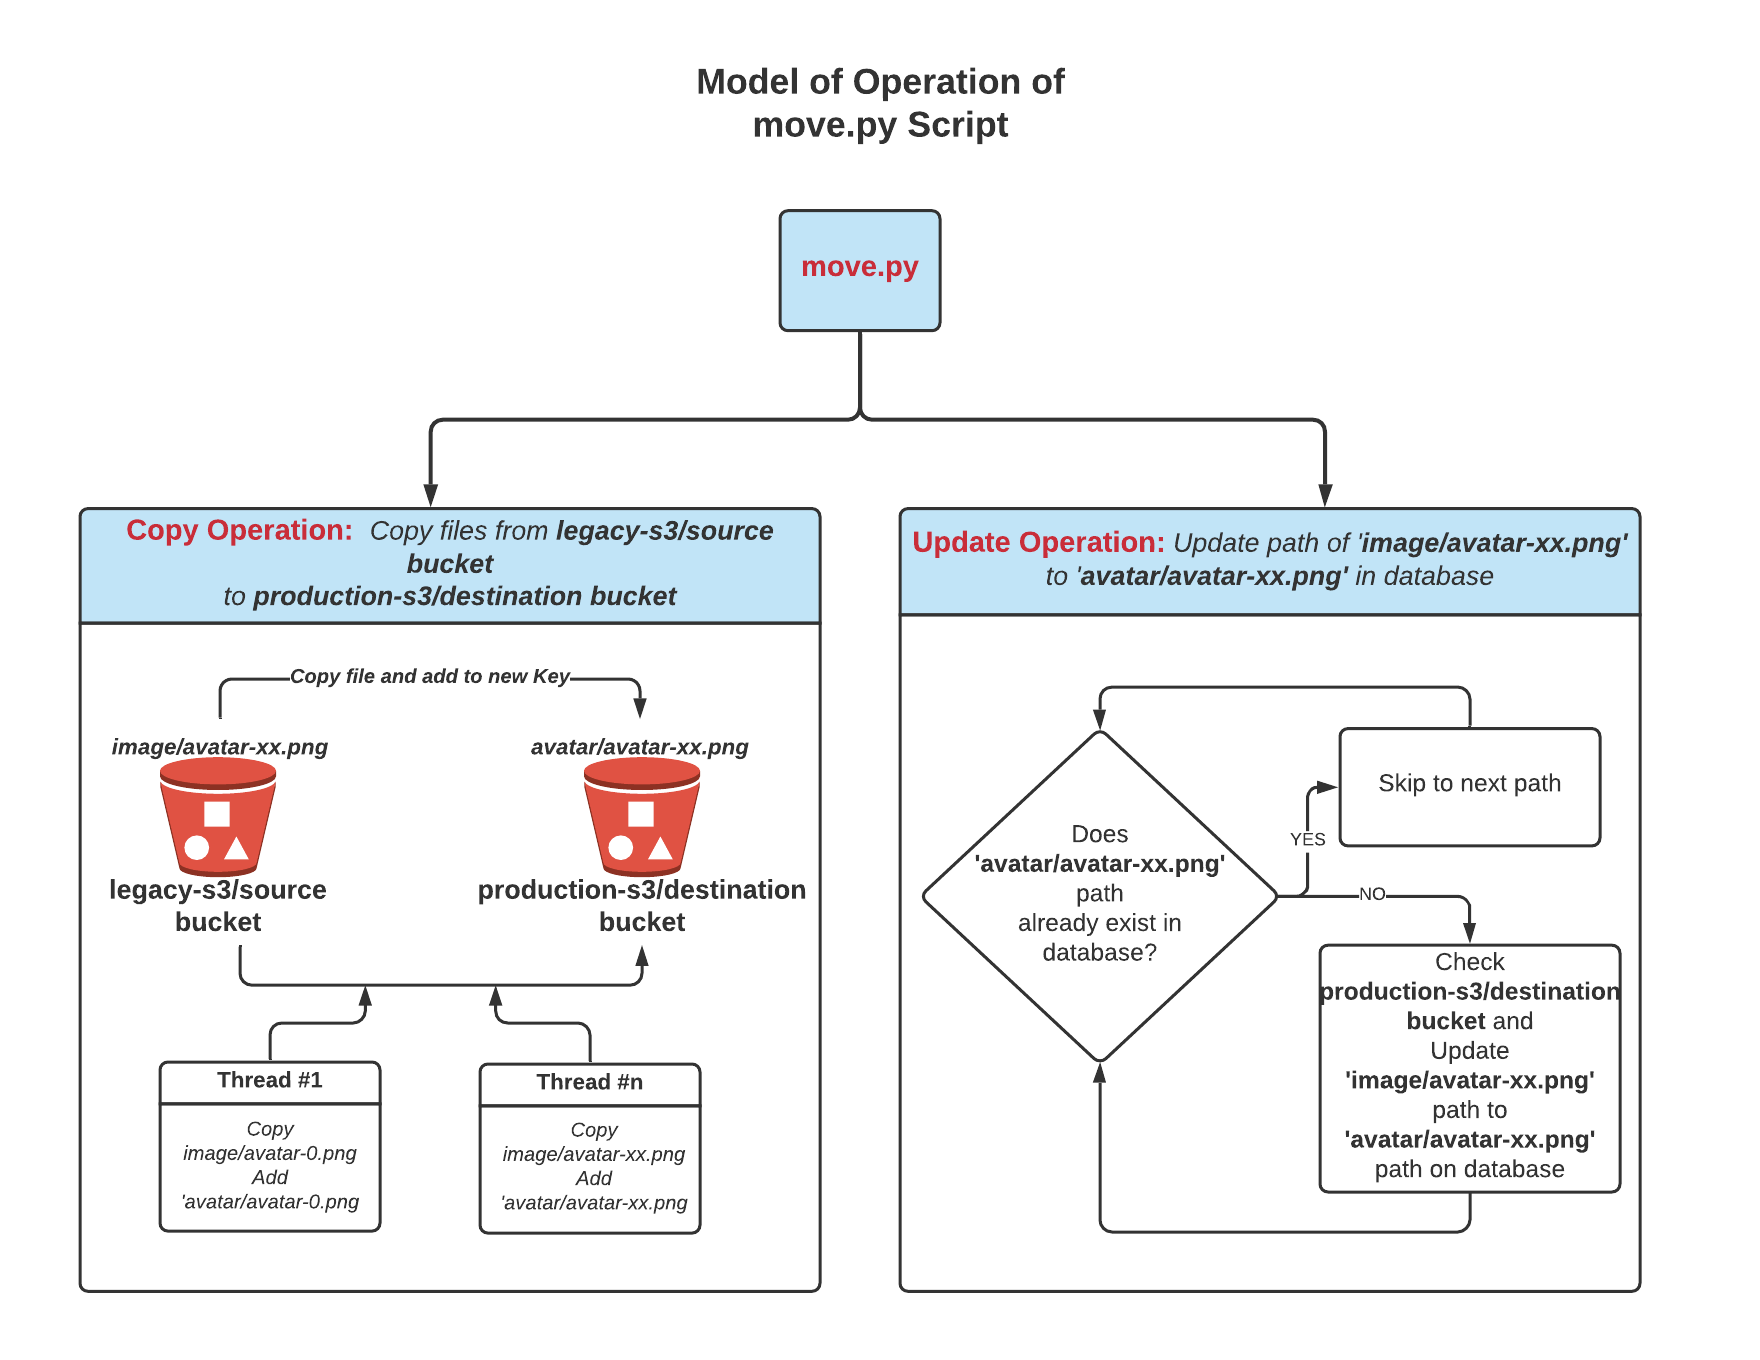 Model of Operation of
move.py Script
move.py
Copy Operation: Copy files from legacy-s3/source
bucket
to production-s3/destination bucket
Copy file and add to new Key
image/avatar-xx.png
avatar/avatar-xx.png
legacy-s3/source
bucket
production-s3/destination
bucket
Thread #1
Copy
image/avatar-0.png
Add
'avatar/avatar-0.png
Thread #n
Copy
image/avatar-xx.png
Add
'avatar/avatar-xx.png
Update Operation: Update path of 'image/avatar-xx.png'
to 'avatar/avatar-xx.png' in database
Does
'avatar/avatar-xx.png'
path
already exist in
database?
YES
Skip to next path
NO
Check
production-s3/destination
bucket and
Update
'image/avatar-xx.png'
path to
'avatar/avatar-xx.png'
path on database